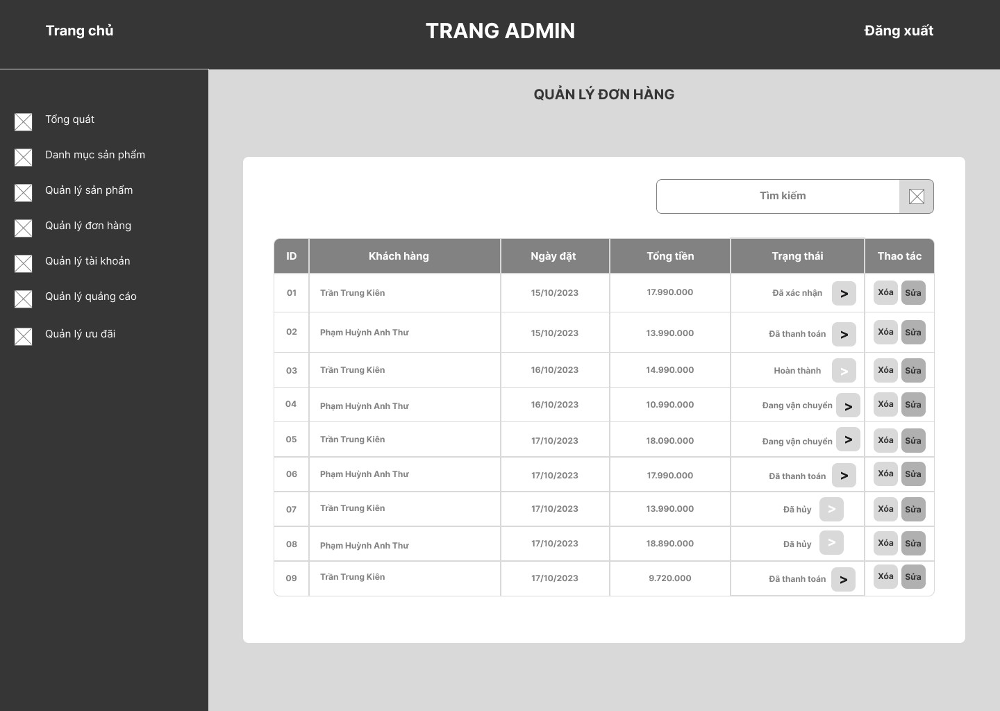 Trang chủ
TRANG ADMIN
Đăng xuất
QUẢN LÝ ĐƠN HÀNG
Tổng quát
Danh mục sản phẩm
Quản lý sản phẩm
Quản lý đơn hàng
Quản lý tài khoản
Quản lý quảng cáo
Quản lý ưu đãi
Tìm kiếm
ID Khách hàng Ngày đặt Tổng tiền Trạng thái Thao tác
01 Trần Trung Kiên 15/10/2023 17.990.000 Đã xác nhận > Xóa Sửa
02 Phạm Huỳnh Anh Thư 15/10/2023 13.990.000 Đã thanh toán > Xóa Sửa
03 Trần Trung Kiên 16/10/2023 14.990.000 Hoàn thành > Xóa Sửa
04 Phạm Huỳnh Anh Thư 16/10/2023 10.990.000 Đang vận chuyển > Xóa Sửa
05 Trần Trung Kiên 17/10/2023 18.090.000 Đang vận chuyển > Xóa Sửa
06 Phạm Huỳnh Anh Thư 17/10/2023 17.990.000 Đã thanh toán > Xóa Sửa
07 Trần Trung Kiên 17/10/2023 13.990.000 Đã hủy > Xóa Sửa
08 Phạm Huỳnh Anh Thư 17/10/2023 18.890.000 Đã hủy > Xóa Sửa
09 Trần Trung Kiên 17/10/2023 9.720.000 Đã thanh toán > Xóa Sửa